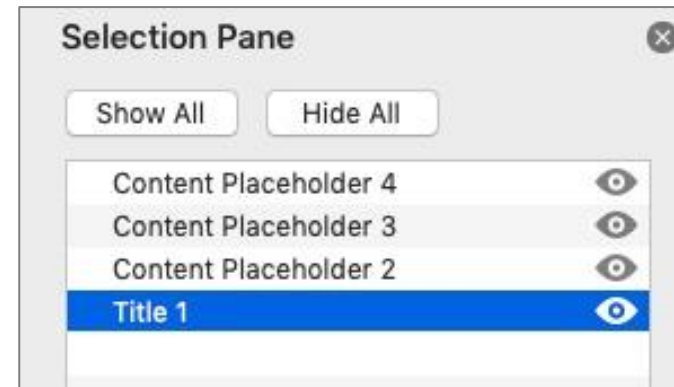 Selection Pane
Show All Hide All
Content Placeholder 4
Content Placeholder 3
Content Placeholder 2
Title 1